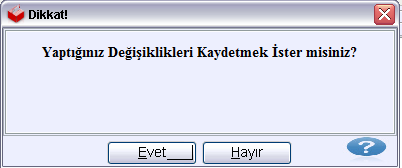 Dikkat!
Yaptığınız Değişiklikleri Kaydetmek İster misiniz?
Evet Hayır
?